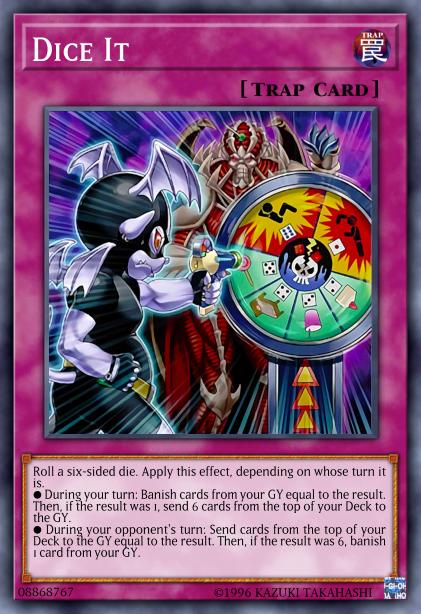 Dice It
TRAP
罠
[Trap Card]
Roll a six-sided die. Apply this effect, depending on whose turn it
is.
● During your turn: Banish cards from your GY equal to the result.
Then, if the result was 1, send 6 cards from the top of your Deck to
the GY.
● During your opponent's turn: Send cards from the top of your
Deck to the GY equal to the result. Then, if the result was 6, banish
1 card from your GY.
08868767
©1996 KAZUKI TAKAHASHI